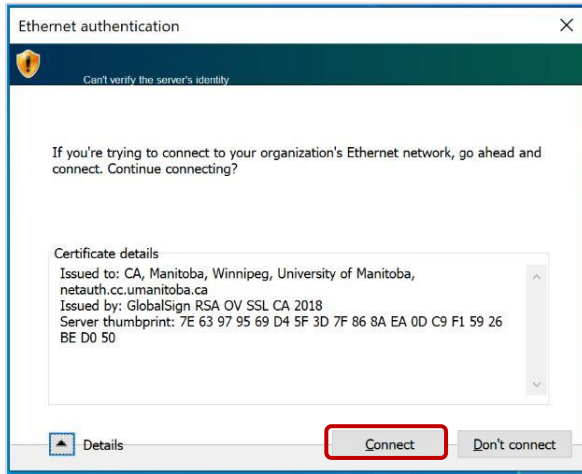 Ethernet authentication
Can't verify the server's identity
If you're trying to connect to your organization's Ethernet network, go ahead and
connect. Continue connecting?
Certificate details
Issued to: CA, Manitoba, Winnipeg, University of Manitoba,
netauth.cc.umanitoba.ca
Issued by: GlobalSign RSA OV SSL CA 2018
Server thumbprint: 7E 63 97 95 69 D4 5F 3D 7F 86 8A EA 0D C9 F1 59 26
BE D0 50
Details
Connect
Don't connect